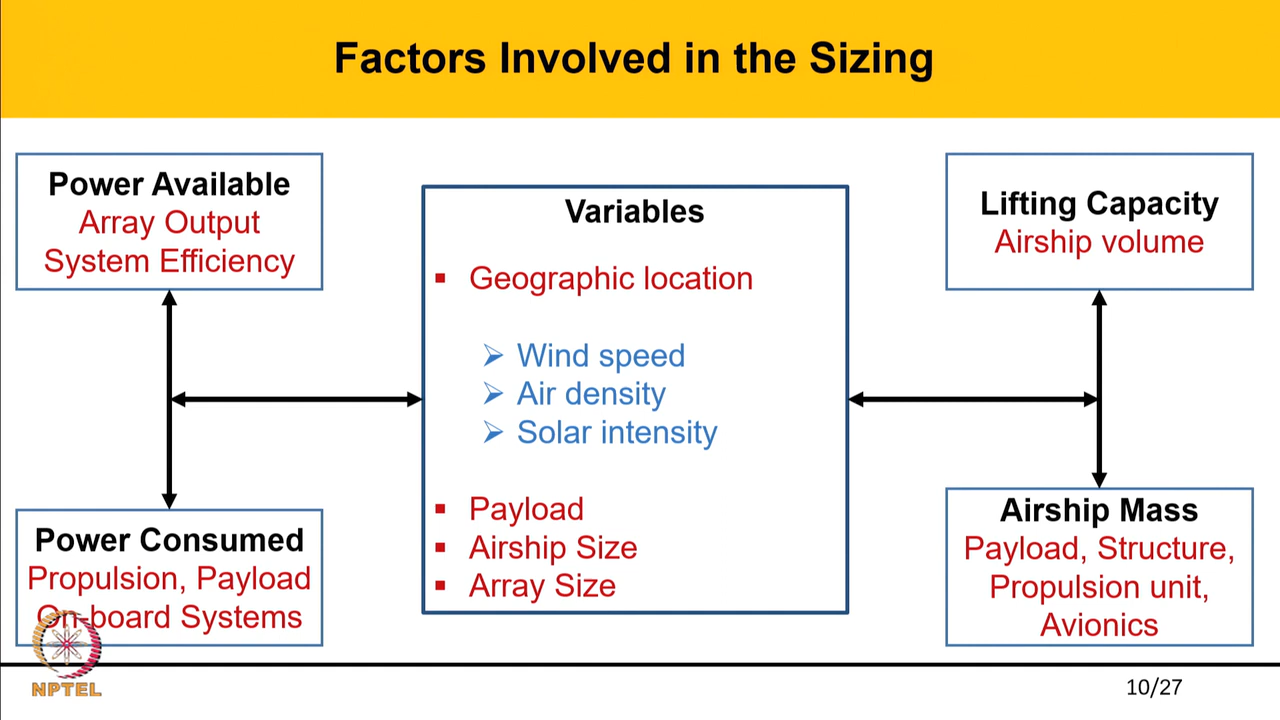 Factors Involved in the Sizing
Power Available
Array Output
System Efficiency
Power Consumed
Propulsion, Payload
On-board Systems
Variables
Geographic location
Wind speed
Air density
Solar intensity
Payload
Airship Size
Array Size
Lifting Capacity
Airship volume
Airship Mass
Payload, Structure,
Propulsion unit,
Avionics
NPTEL
10/27